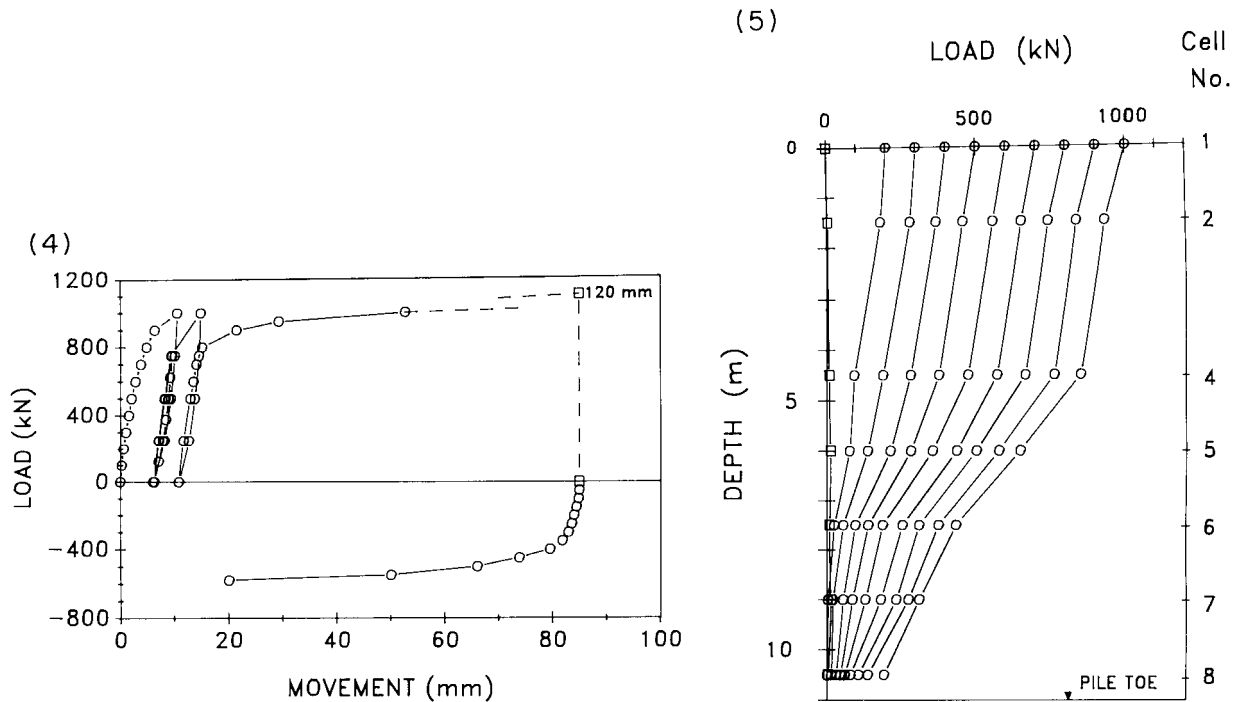 (4)
1200
800
400
0
−400
−800
LOAD (kN)
120 mm
0 20 40 60 80 100
MOVEMENT (mm)
(5)
LOAD (kN)
Cell
No.
0 500 1000
0
5
10
DEPTH (m)
1
2
4
5
6
7
8
PILE TOE